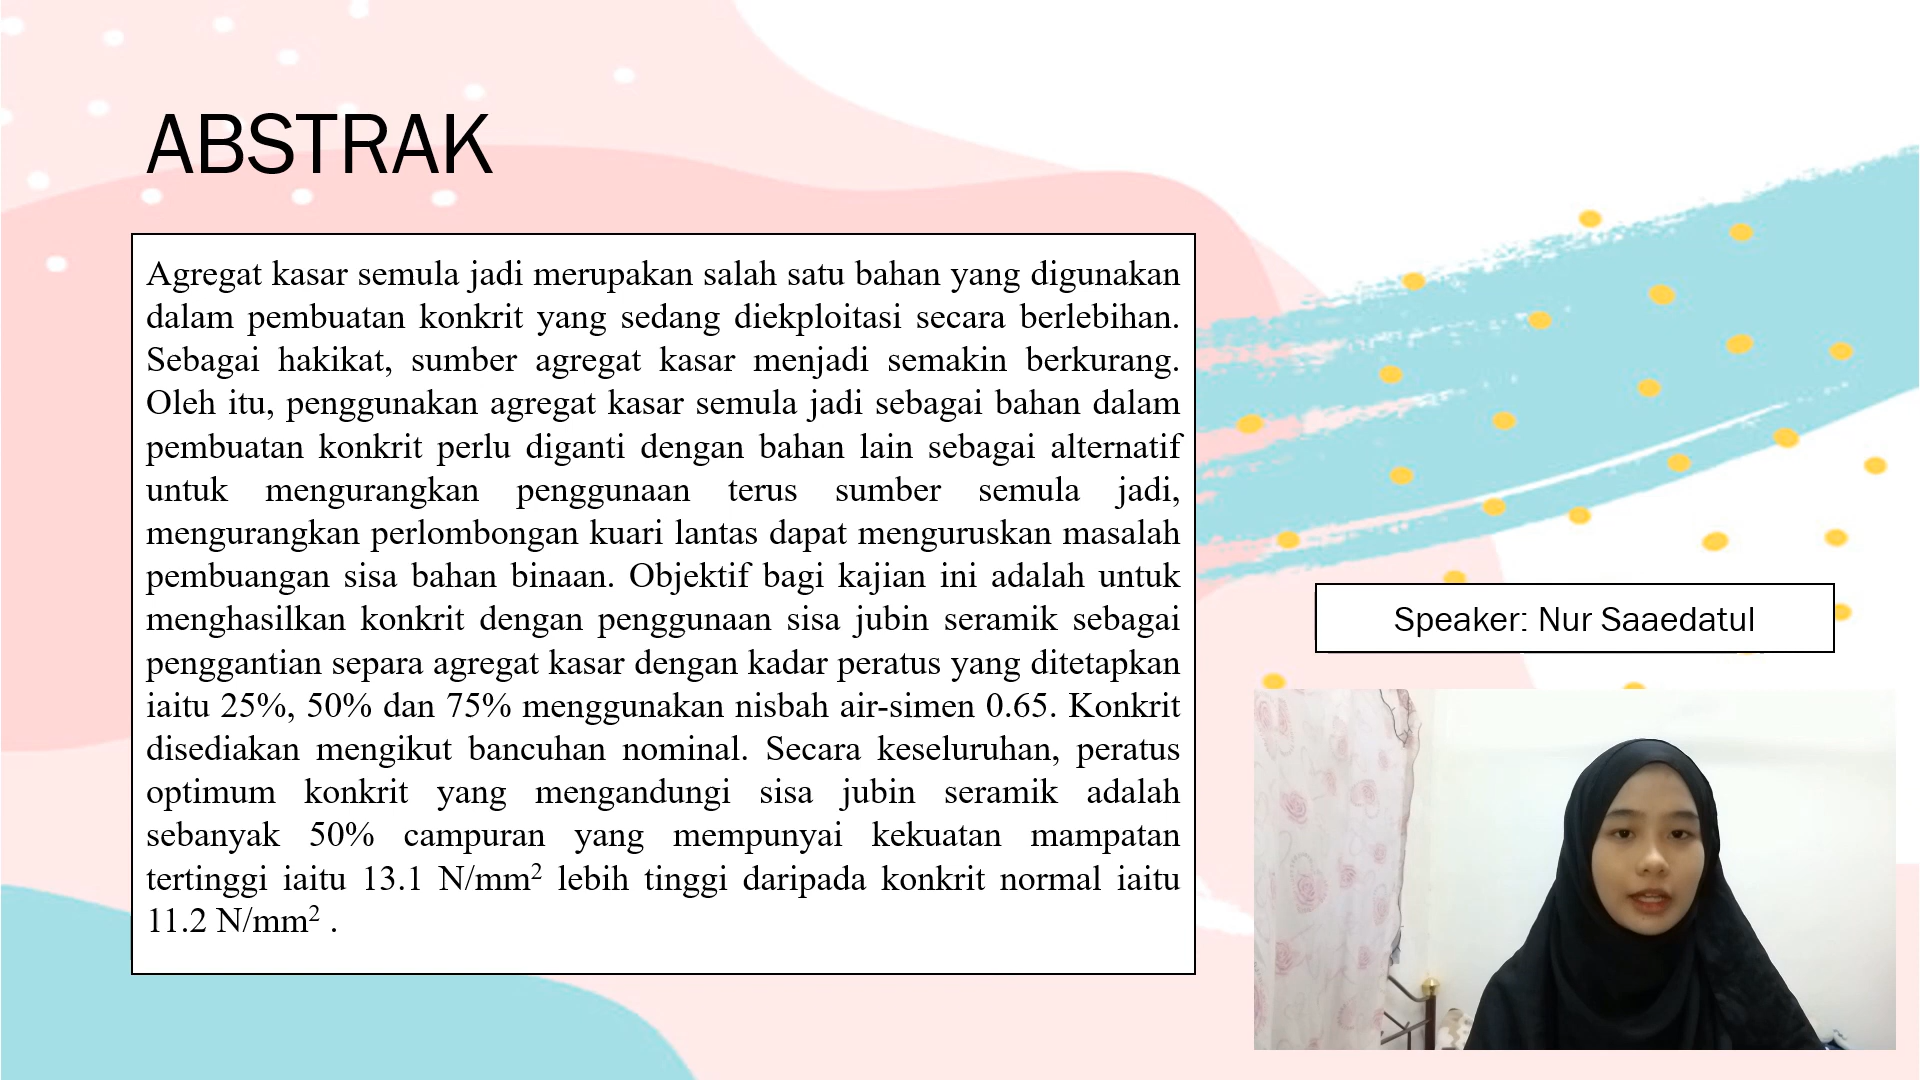 ABSTRAK
Agregat kasar semula jadi merupakan salah satu bahan yang digunakan
dalam pembuatan konkrit yang sedang diekploitasi secara berlebihan.
Sebagai hakikat, sumber agregat kasar menjadi semakin berkurang.
Oleh itu, penggunakan agregat kasar semula jadi sebagai bahan dalam
pembuatan konkrit perlu diganti dengan bahan lain sebagai alternatif
untuk mengurangkan penggunaan terus sumber semula jadi,
mengurangkan perlombongan kuari lantas dapat menguruskan masalah
pembuangan sisa bahan binaan. Objektif bagi kajian ini adalah untuk
menghasilkan konkrit dengan penggunaan sisa jubin seramik sebagai
penggantian separa agregat kasar dengan kadar peratus yang ditetapkan
iaitu 25%, 50% dan 75% menggunakan nisbah air-simen 0.65. Konkrit
disediakan mengikut bancuhan nominal. Secara keseluruhan, peratus
optimum konkrit yang mengandungi sisa jubin seramik adalah
sebanyak 50% campuran yang mempunyai kekuatan mampatan
tertinggi iaitu 13.1 N/mm² lebih tinggi daripada konkrit normal iaitu
11.2 N/mm² .
Speaker: Nur Saaedatul